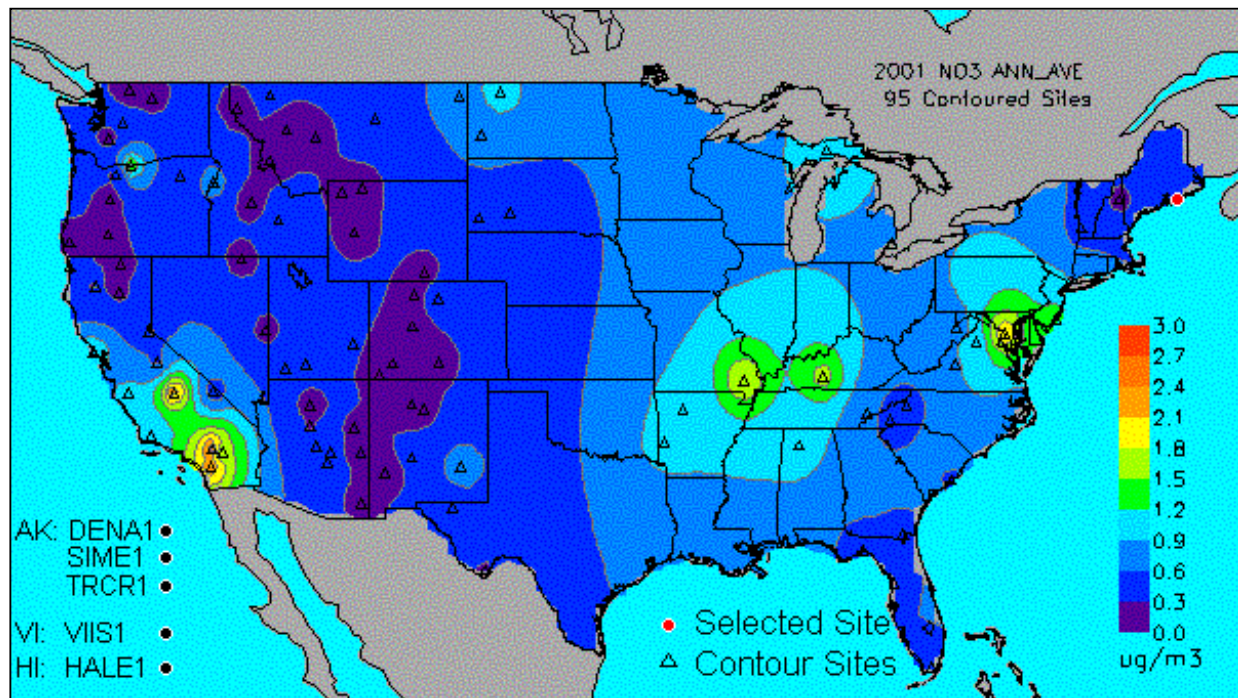 2001 NO3 ANN_AVE
95 Contoured Sites
3.0
2.7
2.4
2.1
1.8
1.5
1.2
0.9
0.6
0.3
0.0
ug/m3
AK: DENA1
SIME1
TRCR1
VI: VIIS1
HI: HALE1
Selected Site
Contour Sites